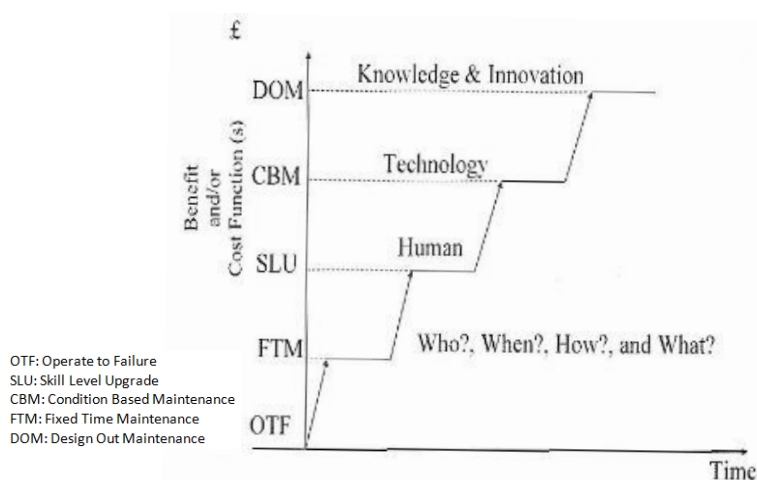 £
DOM
Knowledge & Innovation
CBM
Technology
Benefit
and/or
Cost Function (s)
SLU
Human
FTM
Who?, When?, How?, and What?
OTF
Time
OTF: Operate to Failure
SLU: Skill Level Upgrade
CBM: Condition Based Maintenance
FTM: Fixed Time Maintenance
DOM: Design Out Maintenance